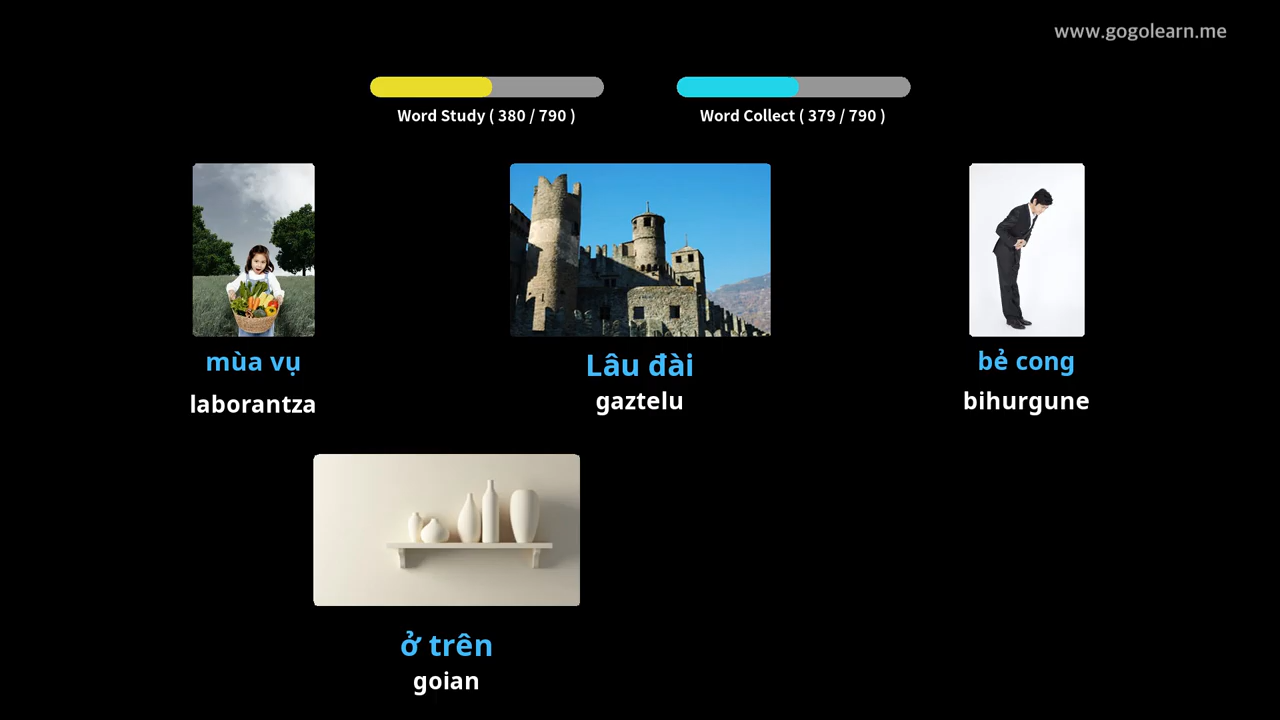 www.gogolearn.me
Word Study ( 380 / 790 )
Word Collect ( 379 / 790 )
mùa vụ
laborantza
Lâu đài
gaztelu
bẻ cong
bihurgune
ở trên
goian